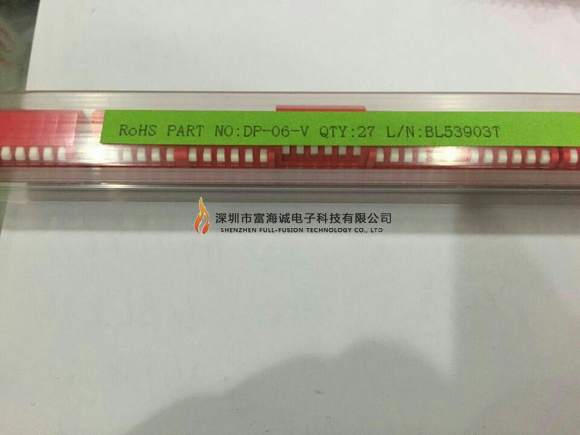 RoHS PART NO:DP-06-V QTY:27 L/N:BL53903T
深圳市富海诚电子科技有限公司
SHENZHEN FULL-FUSION TECHNOLOGY CO., LTD